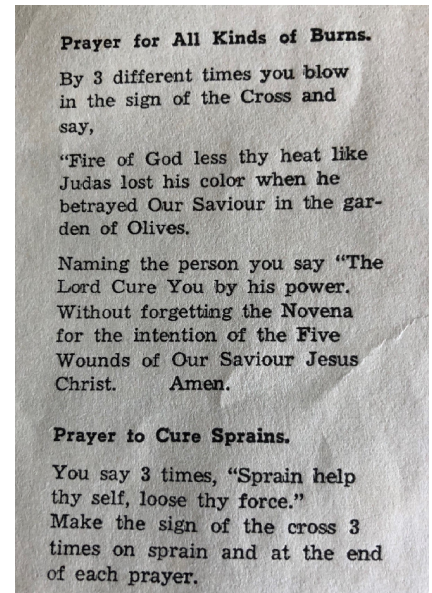 Prayer for All Kinds of Burns.
By 3 different times you blow
in the sign of the Cross and
say,
“Fire of God less thy heat like
Judas lost his color when he
betrayed Our Saviour in the gar-
den of Olives.
Naming the person you say “The
Lord Cure You by his power.
Without forgetting the Novena
for the intention of the Five
Wounds of Our Saviour Jesus
Christ. Amen.
Prayer to Cure Sprains.
You say 3 times, “Sprain help
thy self, loose thy force.”
Make the sign of the cross 3
times on sprain and at the end
of each prayer.